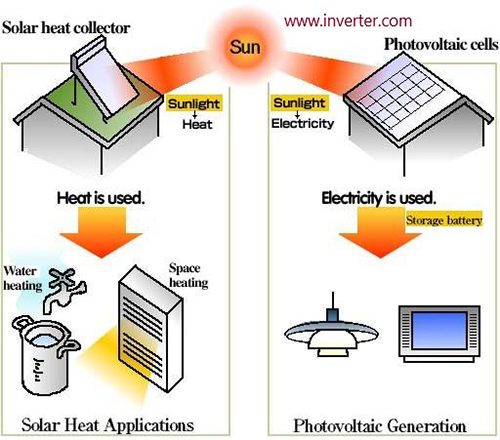 www.inverter.com
Solar heat collector
Sun
Photovoltaic cells
Sunlight
Heat
Sunlight
Electricity
Heat is used.
Electricity is used.
Storage battery
Water
heating
Space
heating
Solar Heat Applications
Photovoltaic Generation